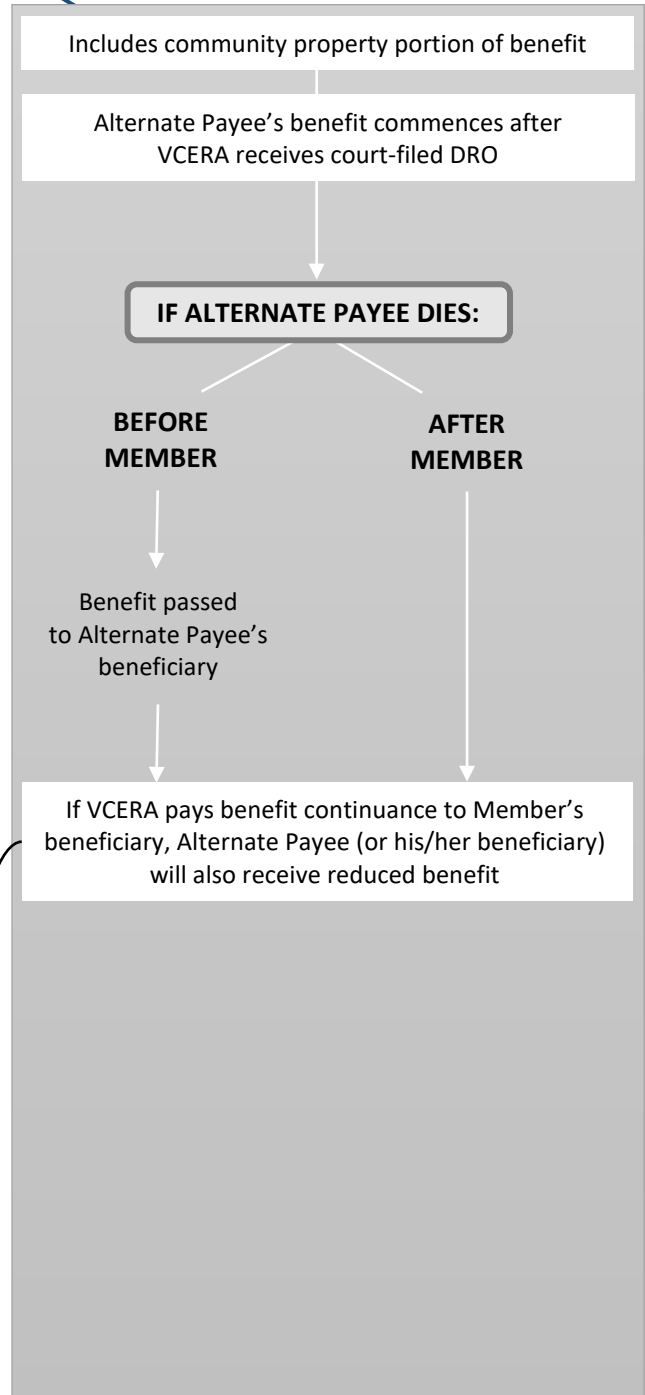 Includes community property portion of benefit
Alternate Payee’s benefit commences after
VCERA receives court-filed DRO
IF ALTERNATE PAYEE DIES:
BEFORE
MEMBER
AFTER
MEMBER
Benefit passed
to Alternate Payee’s
beneficiary
If VCERA pays benefit continuance to Member’s
beneficiary, Alternate Payee (or his/her beneficiary)
will also receive reduced benefit